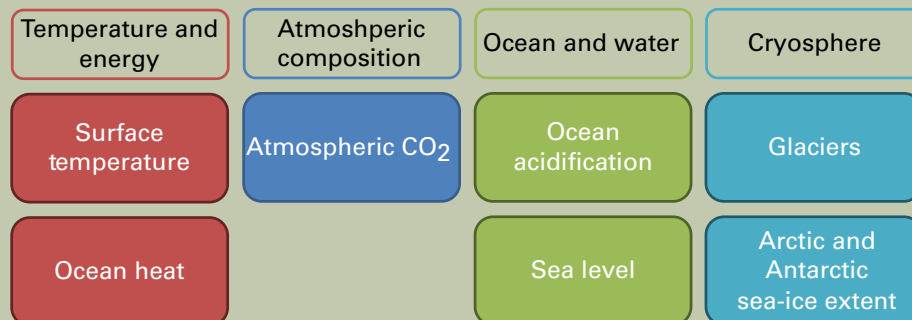 Temperature and
energy
Atmoshperic
composition
Ocean and water
Cryosphere
Surface
temperature
Atmospheric CO₂
Ocean
acidification
Glaciers
Ocean heat
Sea level
Arctic and
Antarctic
sea-ice extent